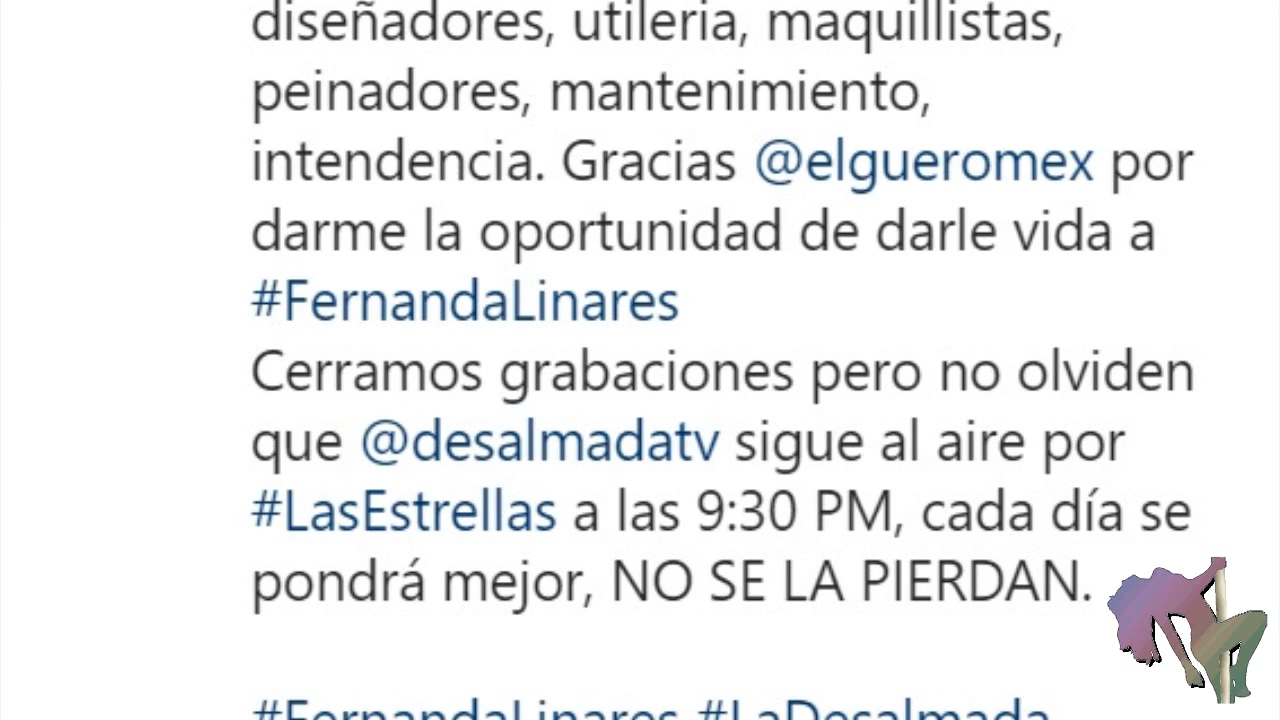 diseñadores, utileria, maquillistas,
peinadores, mantenimiento,
intendencia. Gracias @elgueromex por
darme la oportunidad de darle vida a
#FernandaLinares
Cerramos grabaciones pero no olviden
que @desalmadatv sigue al aire por
#LasEstrellas a las 9:30 PM, cada día se
pondrá mejor, NO SE LA PIERDAN.
#FernandaLinares #LaDesalmada